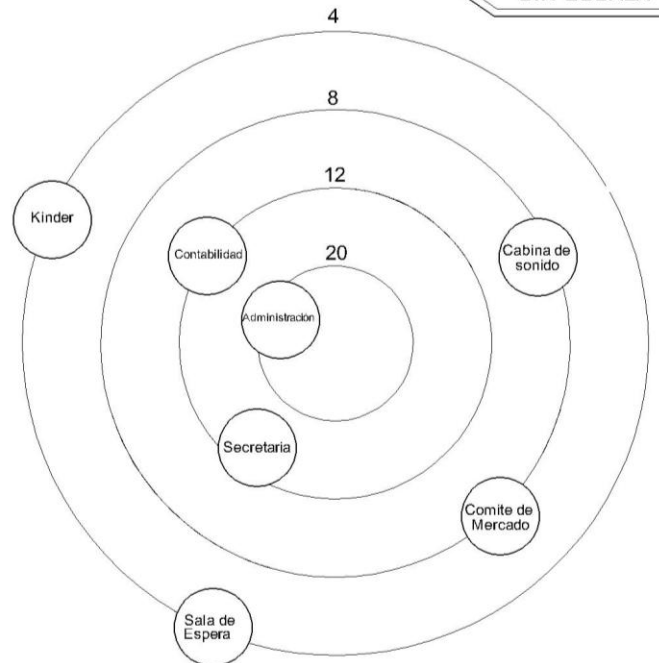 4
8
12
20
Kinder
Contabilidad
Cabina de
sonido
Administración
Secretaria
Comite de
Mercado
Sala de
Espera